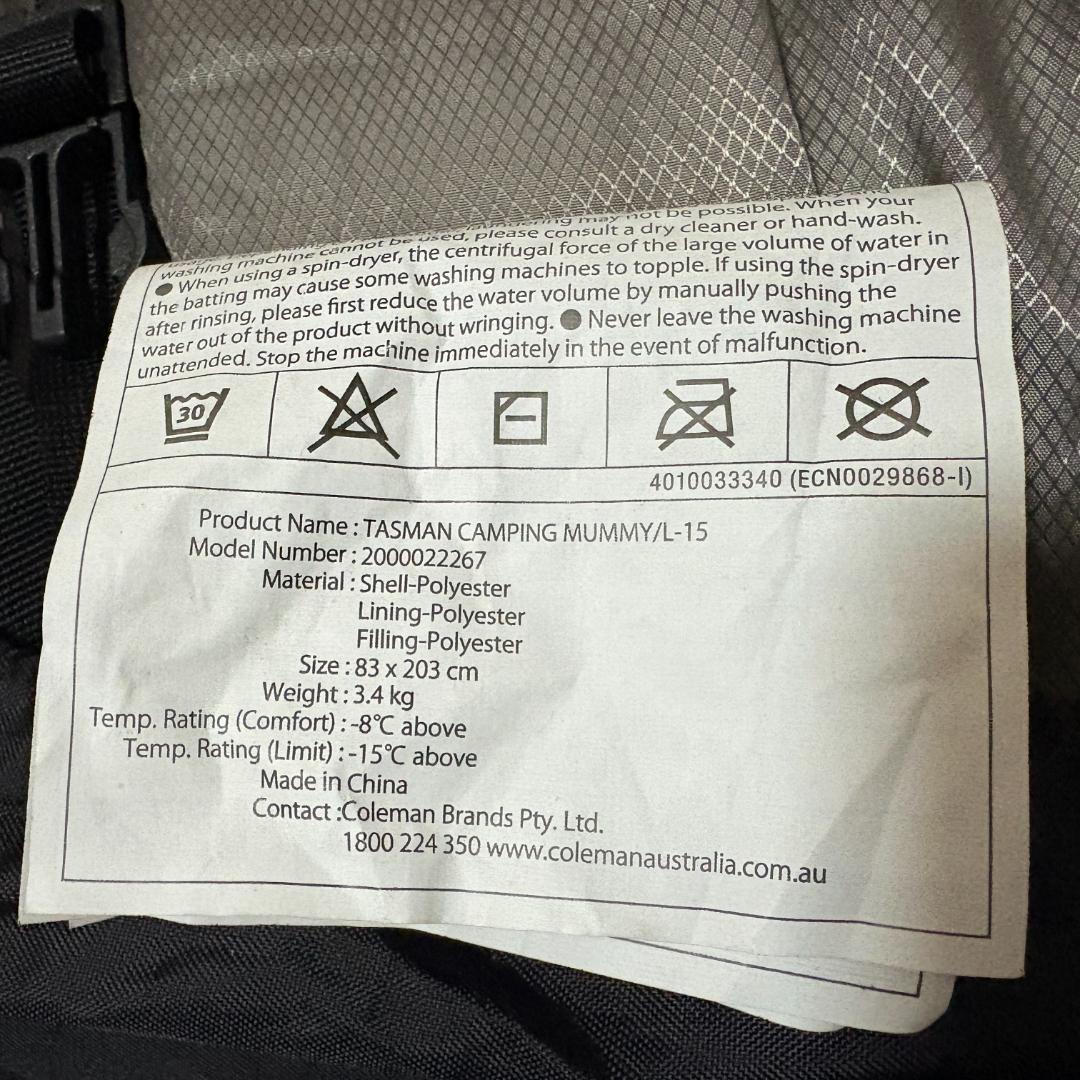 may not be possible. When your
washing machine cannot be used, please consult a dry cleaner or hand-wash.
● When using a spin-dryer, the centrifugal force of the large volume of water in
the batting may cause some washing machines to topple. If using the spin-dryer
after rinsing, please first reduce the water volume by manually pushing the
water out of the product without wringing. ● Never leave the washing machine
unattended. Stop the machine immediately in the event of malfunction.
30
4010033340 (ECN0029868-I)
Product Name : TASMAN CAMPING MUMMY/L-15
Model Number : 2000022267
Material : Shell-Polyester
Lining-Polyester
Filling-Polyester
Size : 83 x 203 cm
Weight : 3.4 kg
Temp. Rating (Comfort) : -8℃ above
Temp. Rating (Limit) : -15℃ above
Made in China
Contact :Coleman Brands Pty. Ltd.
1800 224 350 www.colemanaustralia.com.au